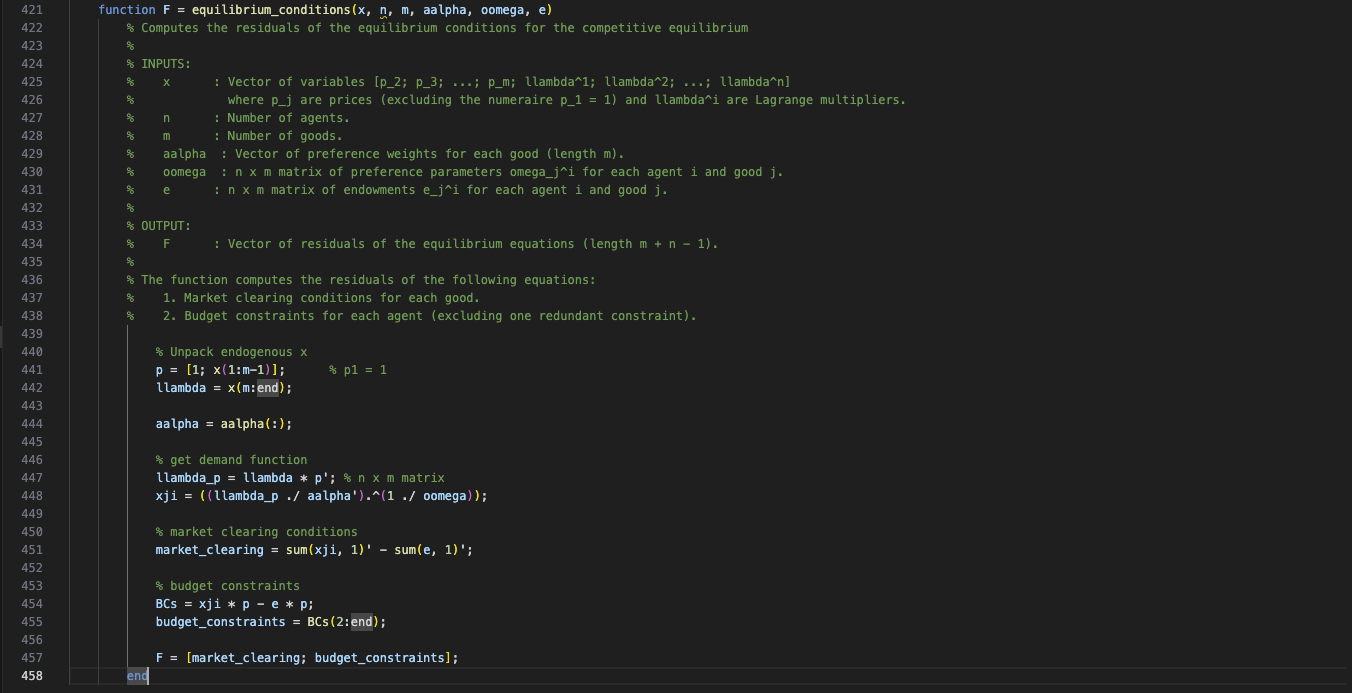 421 function F = equilibrium_conditions(x, n, m, aalpha, oomega, e)
422 % Computes the residuals of the equilibrium conditions for the competitive equilibrium
423 %
424 % INPUTS:
425 %    x      : Vector of variables [p_2; p_3; ...; p_m; llambda^1; llambda^2; ...; llambda^n]
426 %             where p_j are prices (excluding the numeraire p_1 = 1) and llambda^i are Lagrange multipliers.
427 %    n      : Number of agents.
428 %    m      : Number of goods.
429 %    aalpha  : Vector of preference weights for each good (length m).
430 %    oomega  : n x m matrix of preference parameters omega_j^i for each agent i and good j.
431 %    e      : n x m matrix of endowments e_j^i for each agent i and good j.
432 %
433 % OUTPUT:
434 %    F      : Vector of residuals of the equilibrium equations (length m + n - 1).
435 %
436 % The function computes the residuals of the following equations:
437 %    1. Market clearing conditions for each good.
438 %    2. Budget constraints for each agent (excluding one redundant constraint).
439
440 % Unpack endogenous x
441 p = [1; x(1:m-1)];      % p1 = 1
442 llambda = x(m:end);
443
444 aalpha = aalpha(:);
445
446 % get demand function
447 llambda_p = llambda * p'; % n x m matrix
448 xji = ((llambda_p ./ aalpha').^(1 ./ oomega));
449
450 % market clearing conditions
451 market_clearing = sum(xji, 1)' - sum(e, 1)';
452
453 % budget constraints
454 BCs = xji * p - e * p;
455 budget_constraints = BCs(2:end);
456
457 F = [market_clearing; budget_constraints];
458 end